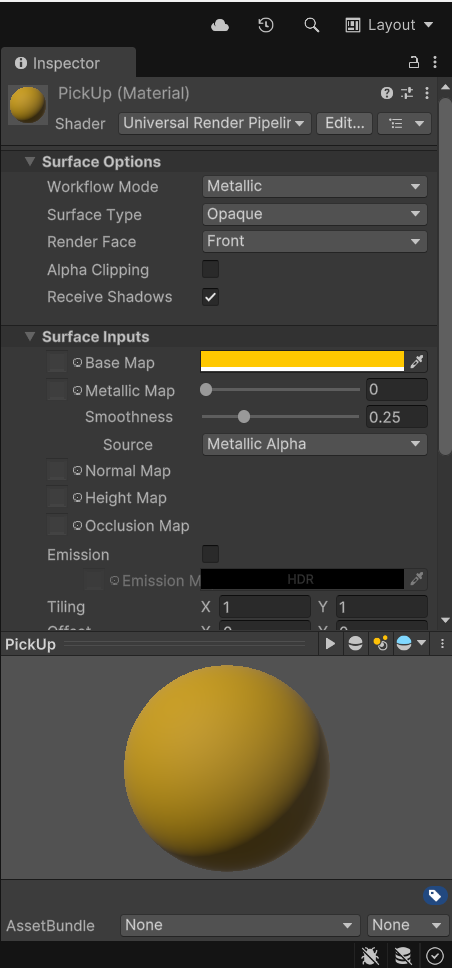 Layout
Inspector
PickUp (Material)
Shader Universal Render Pipelir Edit...
Surface Options
Workflow Mode Metallic
Surface Type Opaque
Render Face Front
Alpha Clipping
Receive Shadows
Surface Inputs
Base Map
Metallic Map 0
Smoothness 0.25
Source Metallic Alpha
Normal Map
Height Map
Occlusion Map
Emission
Emission M HDR
Tiling X 1 Y 1
Offset X 0 Y 0
PickUp
AssetBundle None None